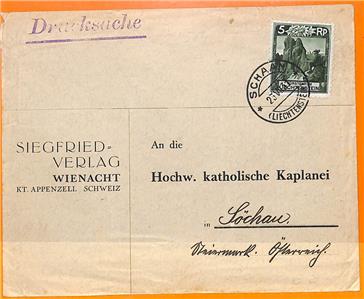 Drucksache
5 RP
SCHAAN
(LIECHTENSTEIN)
SIEGFRIED=
VERLAG
WIENACHT
KT. APPENZELL SCHWEIZ
An die
Hochw. katholische Kaplanei
in Söchau.
Steiermark. Österreich.